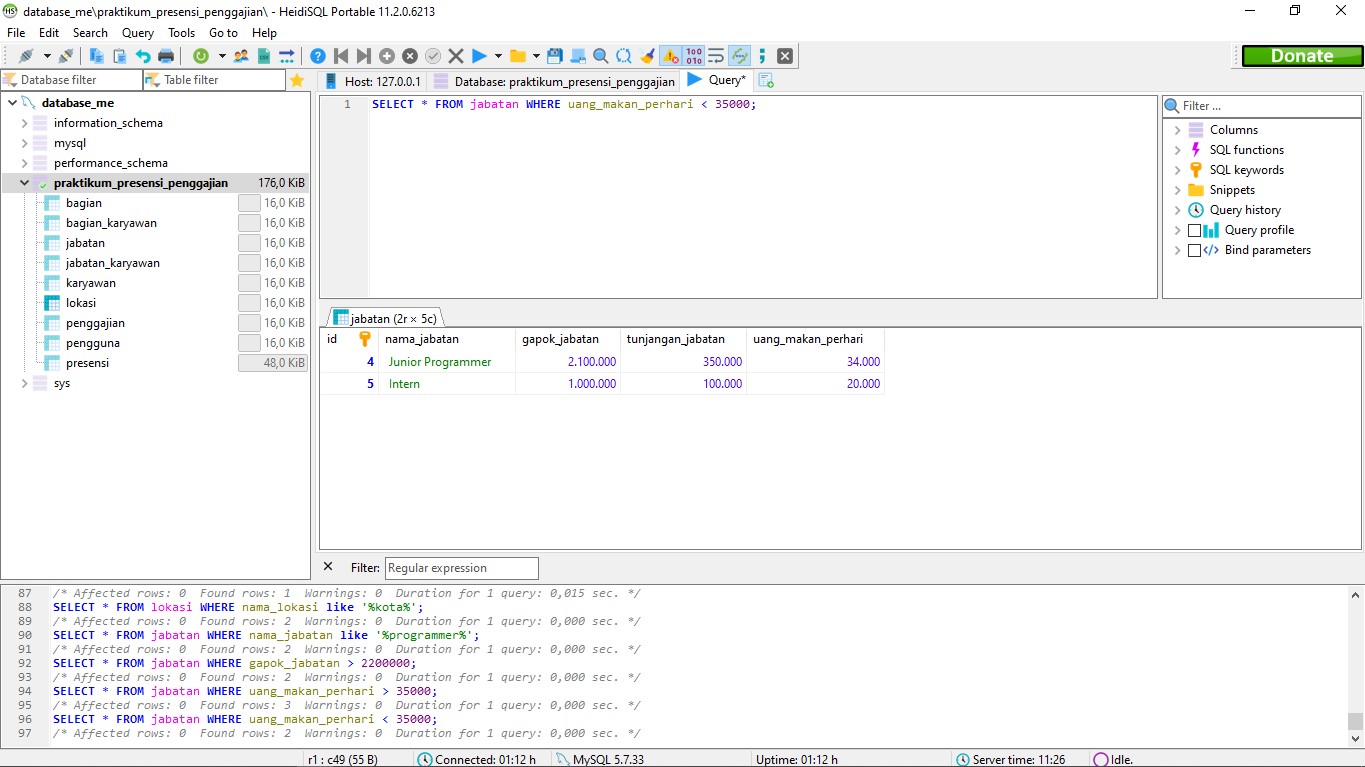 database_me\praktikum_presensi_penggajian\ - HeidiSQL Portable 11.2.0.6213
File Edit Search Query Tools Go to Help
Donate
Database filter Table filter
Host: 127.0.0.1 Database: praktikum_presensi_penggajian Query*
database_me
information_schema
mysql
performance_schema
praktikum_presensi_penggajian 176,0 KiB
bagian 16,0 KiB
bagian_karyawan 16,0 KiB
jabatan 16,0 KiB
jabatan_karyawan 16,0 KiB
karyawan 16,0 KiB
lokasi 16,0 KiB
penggajian 16,0 KiB
pengguna 16,0 KiB
presensi 48,0 KiB
sys
1 SELECT * FROM jabatan WHERE uang_makan_perhari < 35000;
Filter ...
Columns
SQL functions
SQL keywords
Snippets
Query history
Query profile
Bind parameters
jabatan (2r × 5c)
id nama_jabatan gapok_jabatan tunjangan_jabatan uang_makan_perhari
4 Junior Programmer 2.100.000 350.000 34.000
5 Intern 1.000.000 100.000 20.000
Filter: Regular expression
87 /* Affected rows: 0 Found rows: 1 Warnings: 0 Duration for 1 query: 0,015 sec. */
88 SELECT * FROM lokasi WHERE nama_lokasi like '%kota%';
89 /* Affected rows: 0 Found rows: 2 Warnings: 0 Duration for 1 query: 0,000 sec. */
90 SELECT * FROM jabatan WHERE nama_jabatan like '%programmer%';
91 /* Affected rows: 0 Found rows: 2 Warnings: 0 Duration for 1 query: 0,000 sec. */
92 SELECT * FROM jabatan WHERE gapok_jabatan > 2200000;
93 /* Affected rows: 0 Found rows: 2 Warnings: 0 Duration for 1 query: 0,000 sec. */
94 SELECT * FROM jabatan WHERE uang_makan_perhari > 35000;
95 /* Affected rows: 0 Found rows: 3 Warnings: 0 Duration for 1 query: 0,000 sec. */
96 SELECT * FROM jabatan WHERE uang_makan_perhari < 35000;
97 /* Affected rows: 0 Found rows: 2 Warnings: 0 Duration for 1 query: 0,000 sec. */
r1 : c49 (55 B) Connected: 01:12 h MySQL 5.7.33 Uptime: 01:12 h Server time: 11:26 Idle.